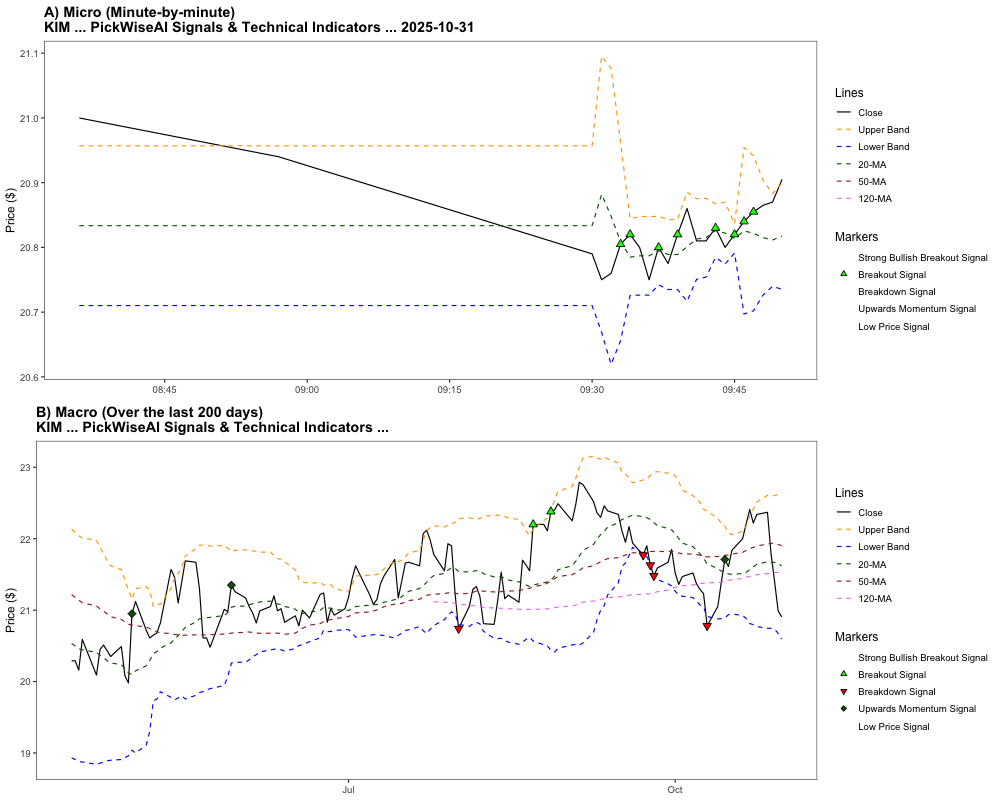 A) Micro (Minute-by-minute)
KIM ... PickWiseAI Signals & Technical Indicators ... 2025-10-31
Price ($)
21.1
21.0
20.9
20.8
20.7
20.6
08:45
09:00
09:15
09:30
09:45
Lines
Close
Upper Band
Lower Band
20-MA
50-MA
120-MA
Markers
Strong Bullish Breakout Signal
Breakout Signal
Breakdown Signal
Upwards Momentum Signal
Low Price Signal
B) Macro (Over the last 200 days)
KIM ... PickWiseAI Signals & Technical Indicators ...
Price ($)
23
22
21
20
19
Jul
Oct
Lines
Close
Upper Band
Lower Band
20-MA
50-MA
120-MA
Markers
Strong Bullish Breakout Signal
Breakout Signal
Breakdown Signal
Upwards Momentum Signal
Low Price Signal